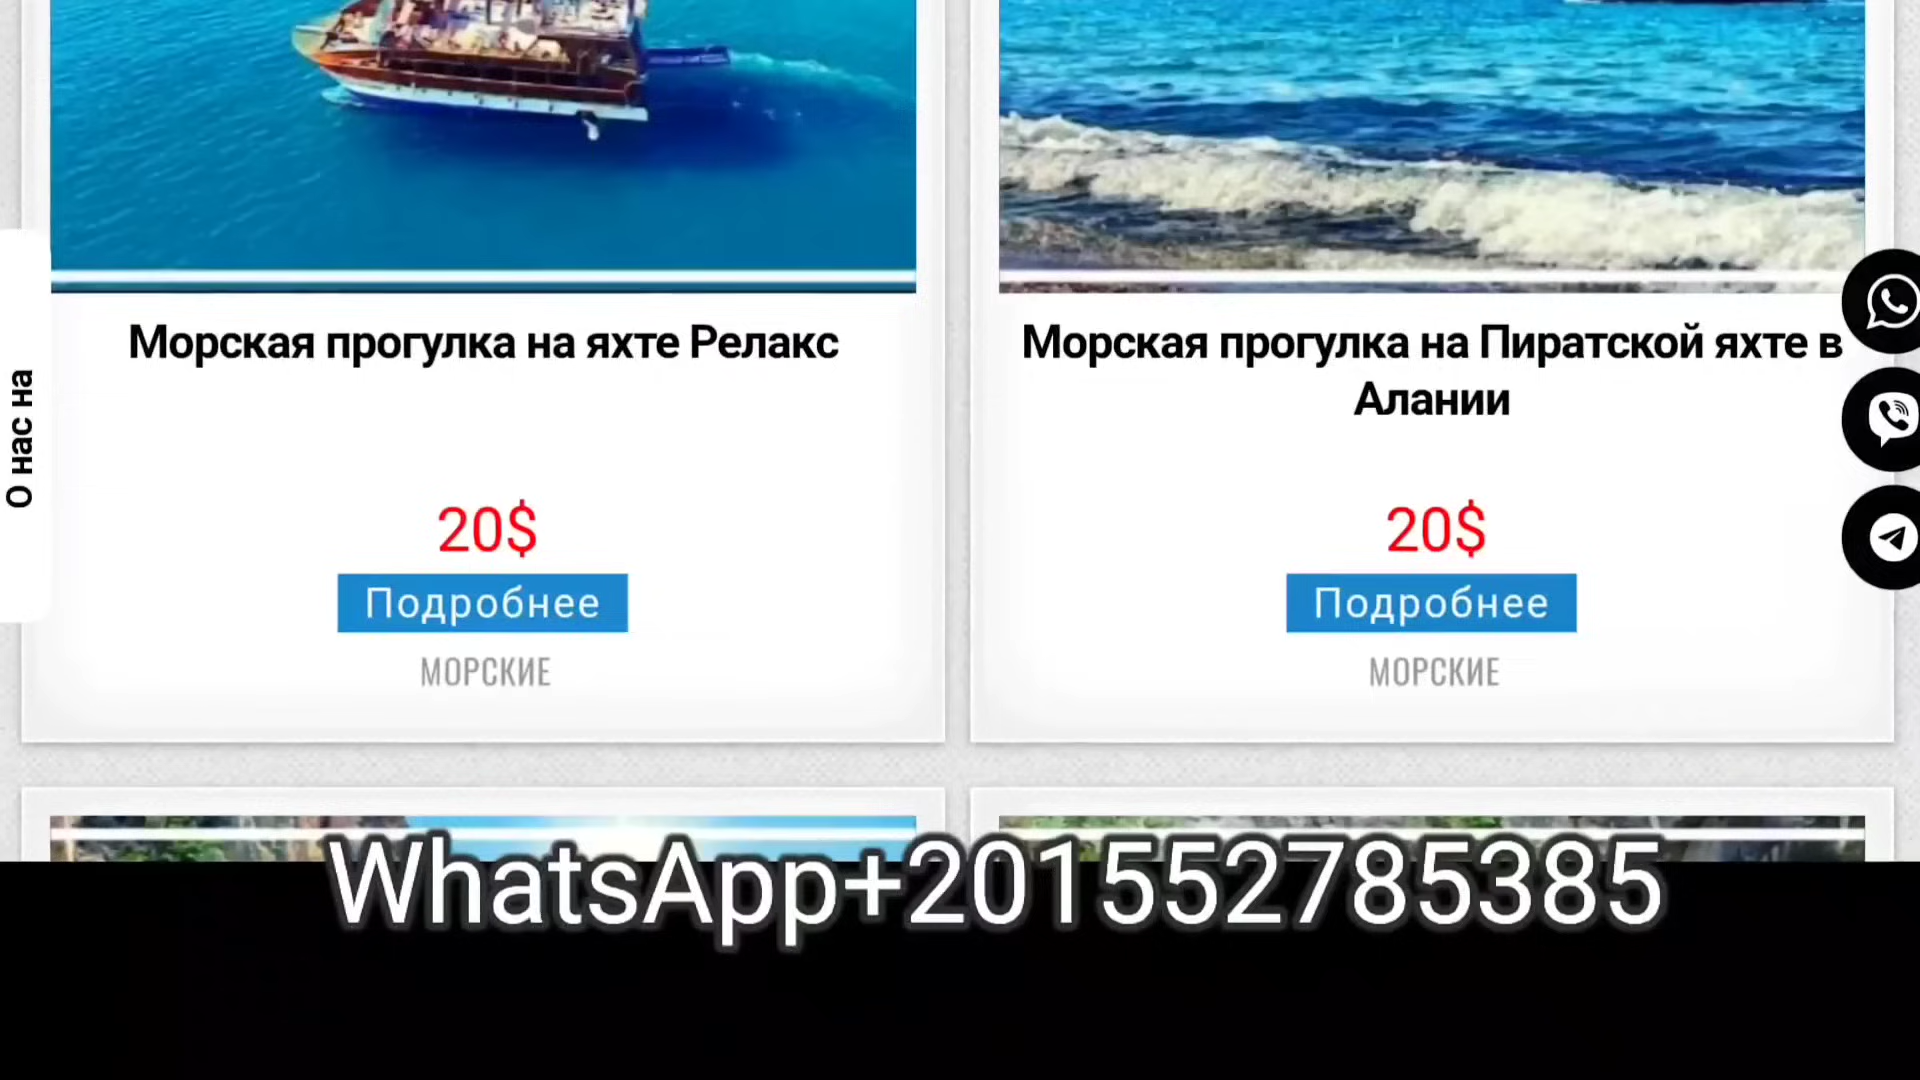 Морская прогулка на яхте Релакс
20$
Подробнее
МОРСКИЕ
Морская прогулка на Пиратской яхте в
Алании
20$
Подробнее
МОРСКИЕ
О нас на
WhatsApp+201552785385